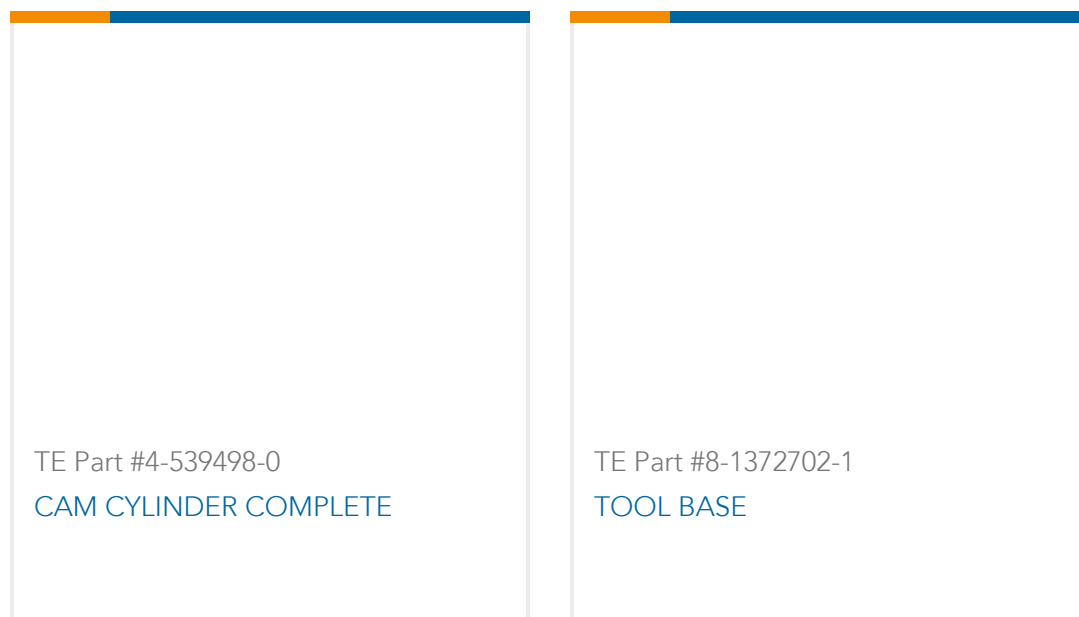 TE Part #4-539498-0
CAM CYLINDER COMPLETE
TE Part #8-1372702-1
TOOL BASE